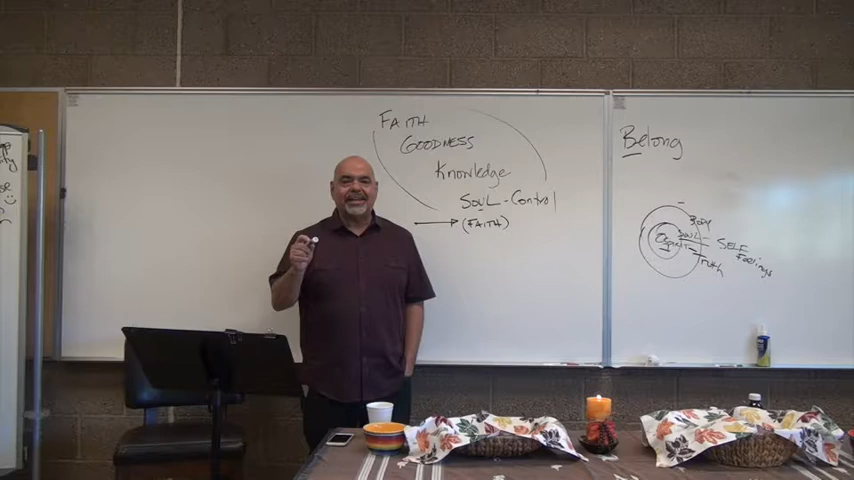 FAITH
GOODNESS
Knowledge
SOUL-Control
(FAITH)
Belong
BODY
SOUL
Spirit
SELF
Truth
Feelings